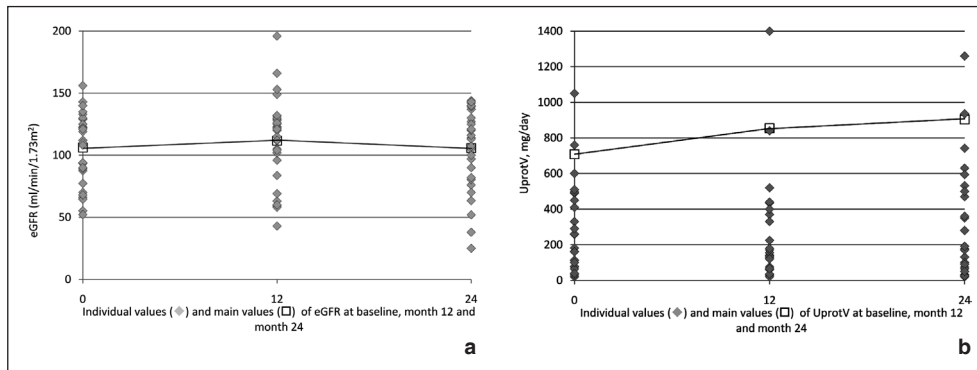 200
150
100
50
0
eGFR (ml/min/1.73m²)
0
12
24
Individual values (◆) and main values (□) of eGFR at baseline, month 12 and
month 24
a
1400
1200
1000
800
600
400
200
0
UprotV, mg/day
0
12
24
Individual values (◆) and main values (□) of UprotV at baseline, month 12
and month 24
b